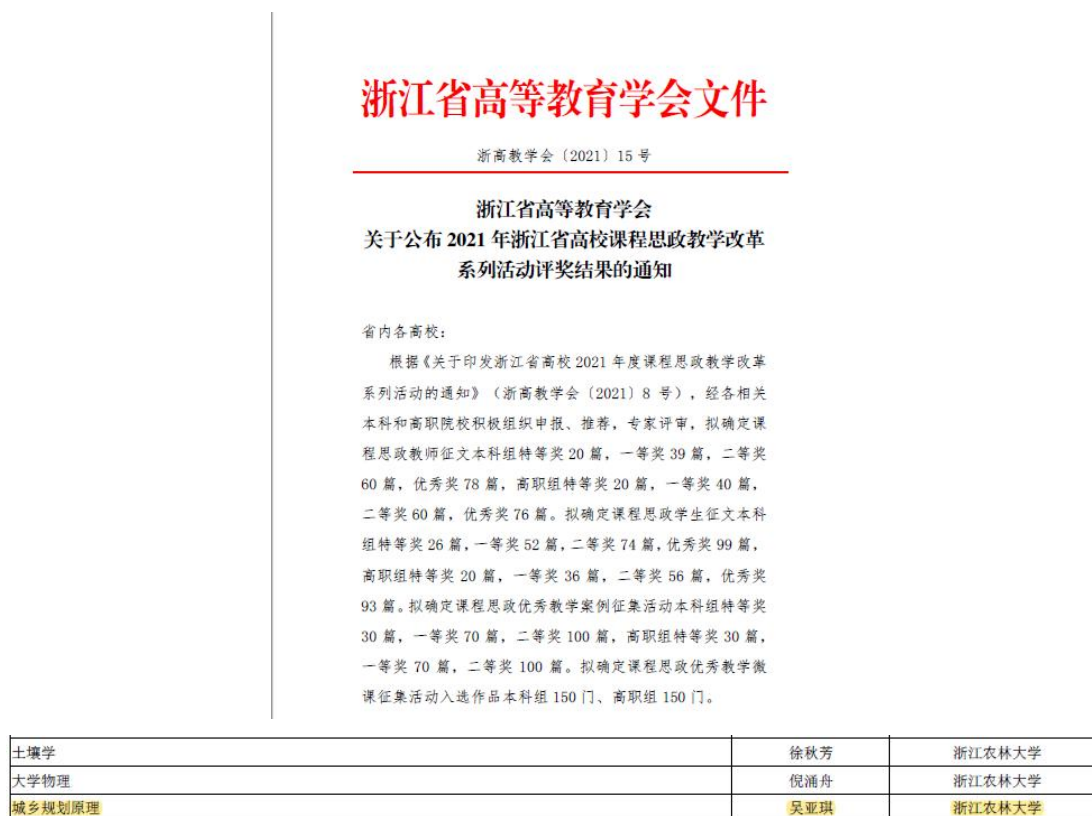 浙江省高等教育学会文件
浙高教学会〔2021〕15 号
浙江省高等教育学会
关于公布 2021 年浙江省高校课程思政教学改革
系列活动评奖结果的通知
省内各高校：
根据《关于印发浙江省高校 2021 年度课程思政教学改革
系列活动的通知》（浙高教学会〔2021〕8 号），经各相关
本科和高职院校积极组织申报、推荐，专家评审，拟确定课
程思政教师征文本科组特等奖 20 篇，一等奖 39 篇，二等奖
60 篇，优秀奖 78 篇，高职组特等奖 20 篇，一等奖 40 篇，
二等奖 60 篇，优秀奖 76 篇。拟确定课程思政学生征文本科
组特等奖 26 篇，一等奖 52 篇，二等奖 74 篇，优秀奖 99 篇，
高职组特等奖 20 篇，一等奖 36 篇，二等奖 56 篇，优秀奖
93 篇。拟确定课程思政优秀教学案例征集活动本科组特等奖
30 篇，一等奖 70 篇，二等奖 100 篇，高职组特等奖 30 篇，
一等奖 70 篇，二等奖 100 篇。拟确定课程思政优秀教学微
课征集活动入选作品本科组 150 门、高职组 150 门。
土壤学 徐秋芳 浙江农林大学
大学物理 倪涌舟 浙江农林大学
城乡规划原理 吴亚琪 浙江农林大学